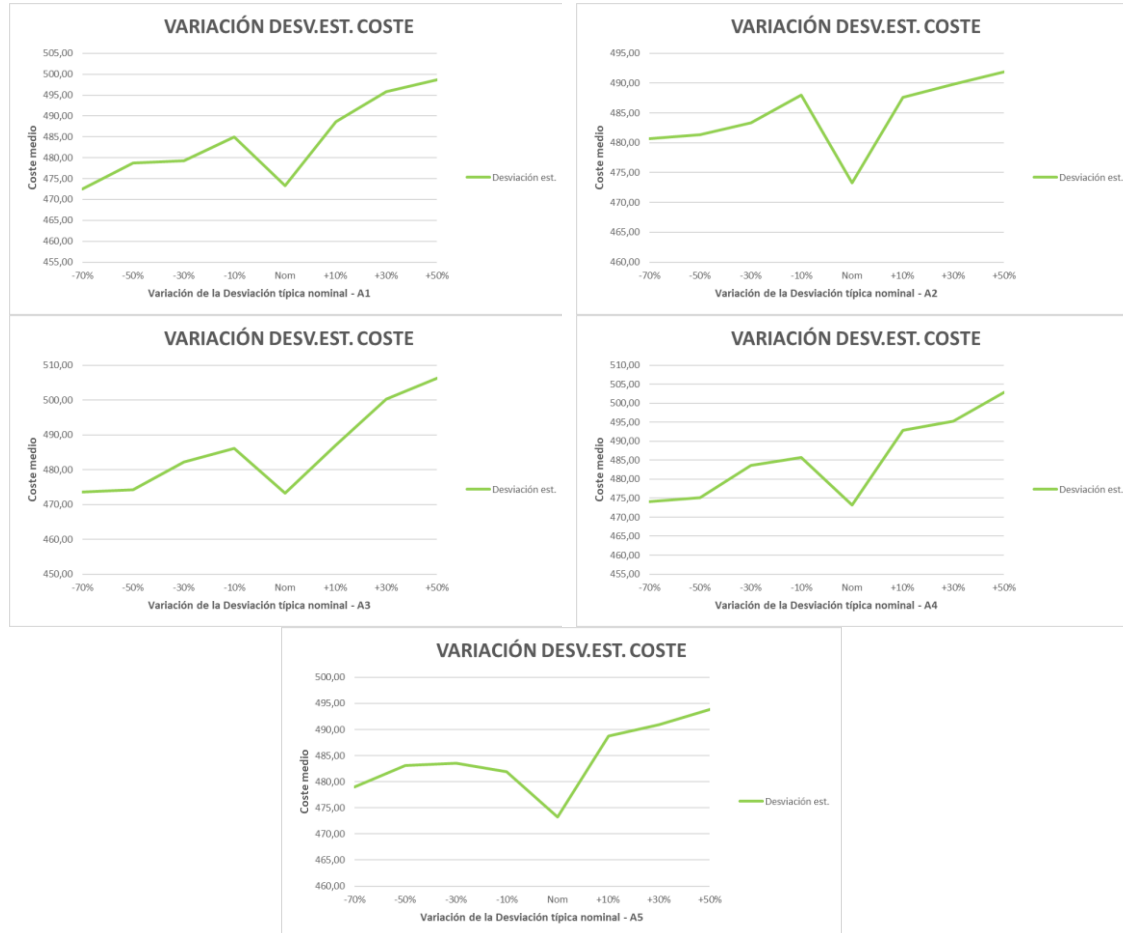 VARIACIÓN DESV.EST. COSTE
505,00
500,00
495,00
490,00
485,00
480,00
475,00
470,00
465,00
460,00
455,00
Coste medio
-70% -50% -30% -10% Nom +10% +30% +50%
Variación de la Desviación típica nominal - A1
Desviación est.
VARIACIÓN DESV.EST. COSTE
495,00
490,00
485,00
480,00
475,00
470,00
465,00
460,00
Coste medio
-70% -50% -30% -10% Nom +10% +30% +50%
Variación de la Desviación típica nominal - A2
Desviación est.
VARIACIÓN DESV.EST. COSTE
510,00
500,00
490,00
480,00
470,00
460,00
450,00
Coste medio
-70% -50% -30% -10% Nom +10% +30% +50%
Variación de la Desviación típica nominal - A3
Desviación est.
VARIACIÓN DESV.EST. COSTE
510,00
505,00
500,00
495,00
490,00
485,00
480,00
475,00
470,00
465,00
460,00
455,00
Coste medio
-70% -50% -30% -10% Nom +10% +30% +50%
Variación de la Desviación típica nominal - A4
Desviación est.
VARIACIÓN DESV.EST. COSTE
500,00
495,00
490,00
485,00
480,00
475,00
470,00
465,00
460,00
Coste medio
-70% -50% -30% -10% Nom +10% +30% +50%
Variación de la Desviación típica nominal - A5
Desviación est.